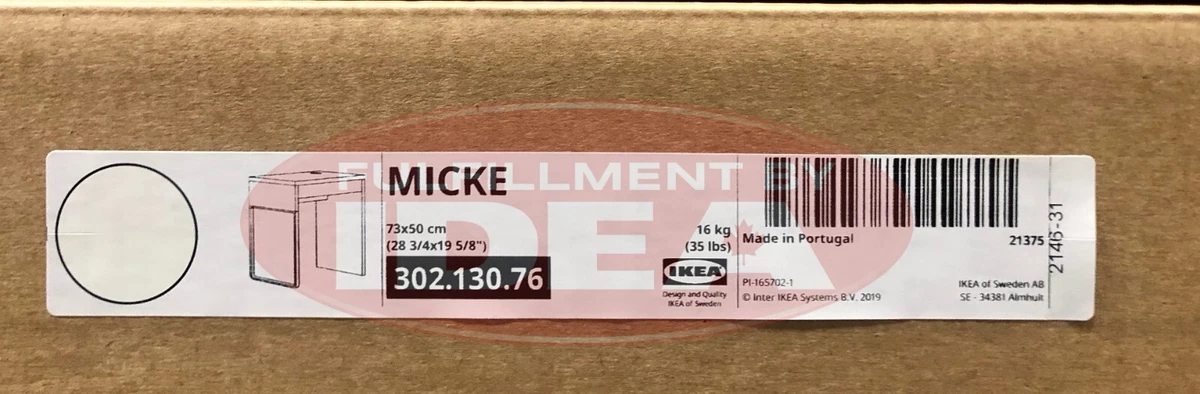 FULFILLMENT BY
IDEA
MICKE
73x50 cm
(28 3/4x19 5/8")
302.130.76
16 kg
(35 lbs)
IKEA
Design and Quality
IKEA of Sweden
Made in Portugal
21375
PI-165702-1
© Inter IKEA Systems B.V. 2019
IKEA of Sweden AB
SE - 34381 Älmhult
2146-31